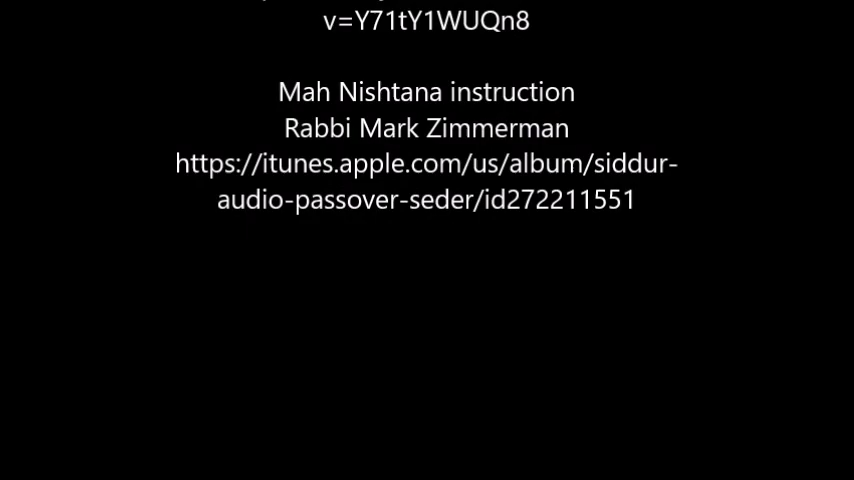 v=Y71tY1WUQn8
Mah Nishtana instruction
Rabbi Mark Zimmerman
https://itunes.apple.com/us/album/siddur-
audio-passover-seder/id272211551